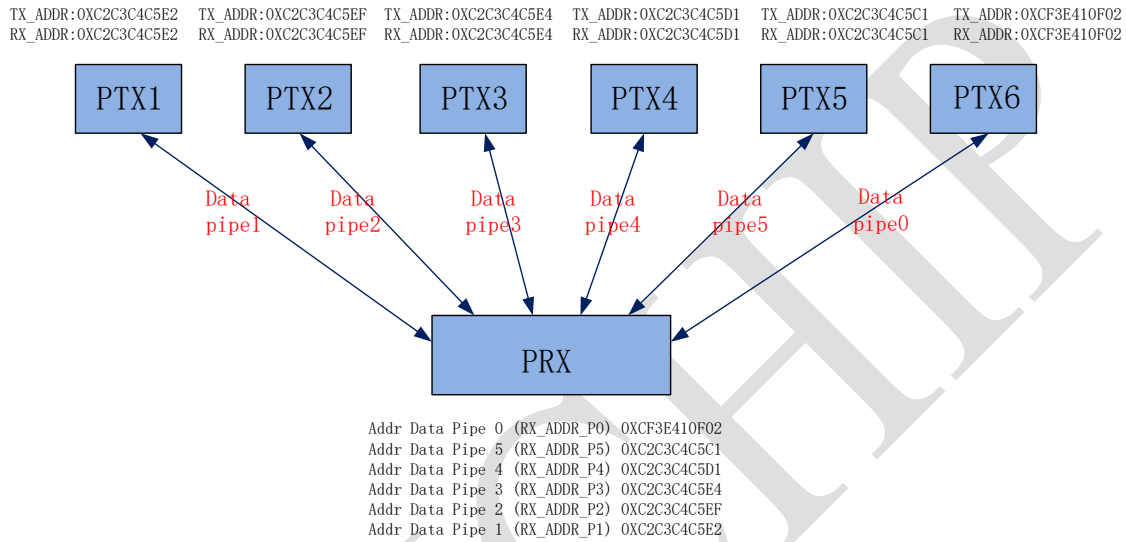 TX_ADDR:0XC2C3C4C5E2 TX_ADDR:0XC2C3C4C5EF TX_ADDR:0XC2C3C4C5E4 TX_ADDR:0XC2C3C4C5D1 TX_ADDR:0XC2C3C4C5C1 TX_ADDR:0XCF3E410F02
RX_ADDR:0XC2C3C4C5E2 RX_ADDR:0XC2C3C4C5EF RX_ADDR:0XC2C3C4C5E4 RX_ADDR:0XC2C3C4C5D1 RX_ADDR:0XC2C3C4C5C1 RX_ADDR:0XCF3E410F02
PTX1 PTX2 PTX3 PTX4 PTX5 PTX6
Data Data Data Data Data Data
pipe1 pipe2 pipe3 pipe4 pipe5 pipe0
PRX
Addr Data Pipe 0 (RX_ADDR_P0) 0XCF3E410F02
Addr Data Pipe 5 (RX_ADDR_P5) 0XC2C3C4C5C1
Addr Data Pipe 4 (RX_ADDR_P4) 0XC2C3C4C5D1
Addr Data Pipe 3 (RX_ADDR_P3) 0XC2C3C4C5E4
Addr Data Pipe 2 (RX_ADDR_P2) 0XC2C3C4C5EF
Addr Data Pipe 1 (RX_ADDR_P1) 0XC2C3C4C5E2